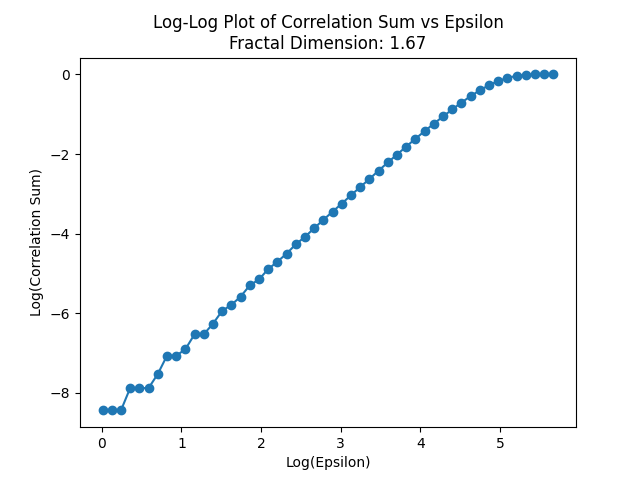 Log-Log Plot of Correlation Sum vs Epsilon
Fractal Dimension: 1.67
Log(Correlation Sum)
0
−2
−4
−6
−8
0 1 2 3 4 5
Log(Epsilon)